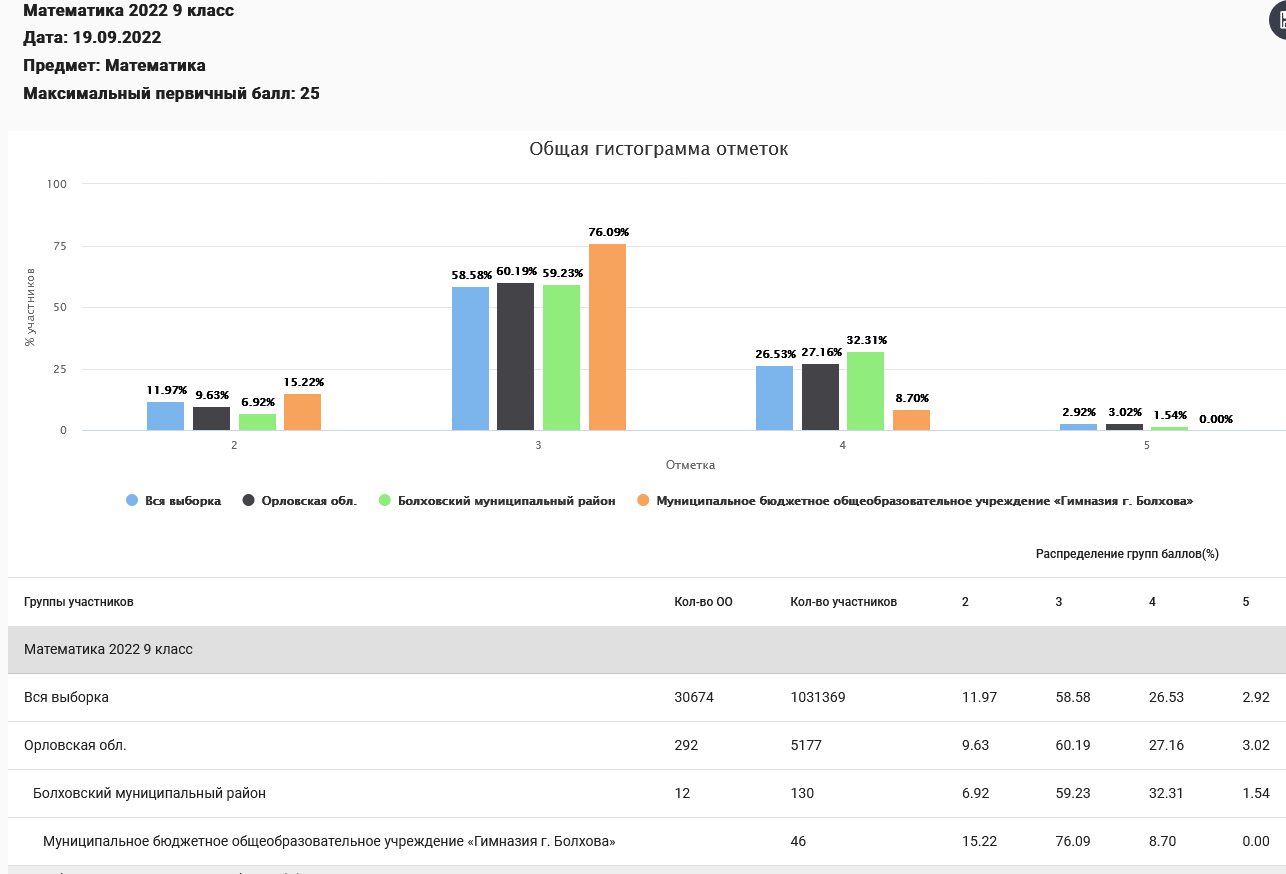 Математика 2022 9 класс
Дата: 19.09.2022
Предмет: Математика
Максимальный первичный балл: 25
Общая гистограмма отметок
% участников
100
75
50
25
0
11.97% 9.63% 6.92% 15.22%
58.58% 60.19% 59.23% 76.09%
26.53% 27.16% 32.31% 8.70%
2.92% 3.02% 1.54% 0.00%
2 3 4 5
Отметка
Вся выборка Орловская обл. Болховский муниципальный район Муниципальное бюджетное общеобразовательное учреждение «Гимназия г. Болхова»
Распределение групп баллов(%)
Группы участников Кол-во ОО Кол-во участников 2 3 4 5
Математика 2022 9 класс
Вся выборка 30674 1031369 11.97 58.58 26.53 2.92
Орловская обл. 292 5177 9.63 60.19 27.16 3.02
Болховский муниципальный район 12 130 6.92 59.23 32.31 1.54
Муниципальное бюджетное общеобразовательное учреждение «Гимназия г. Болхова» 46 15.22 76.09 8.70 0.00